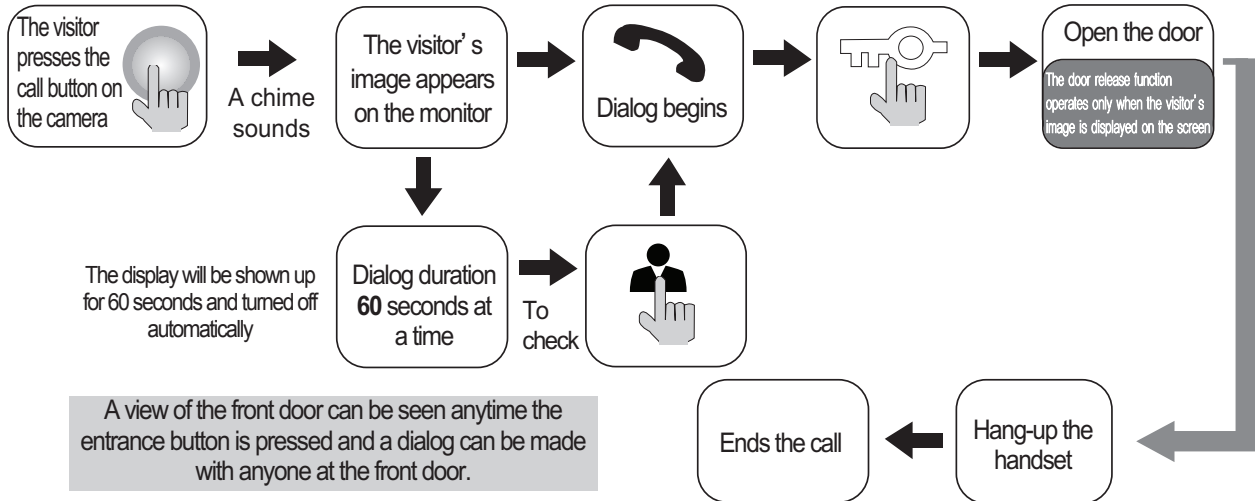 The visitor
presses the
call button on
the camera
A chime
sounds
The visitor's
image appears
on the monitor
Dialog begins
Open the door
The door release function
operates only when the visitor's
image is displayed on the screen
The display will be shown up
for 60 seconds and turned off
automatically
Dialog duration
60 seconds at
a time
To
check
A view of the front door can be seen anytime the
entrance button is pressed and a dialog can be made
with anyone at the front door.
Ends the call
Hang-up the
handset